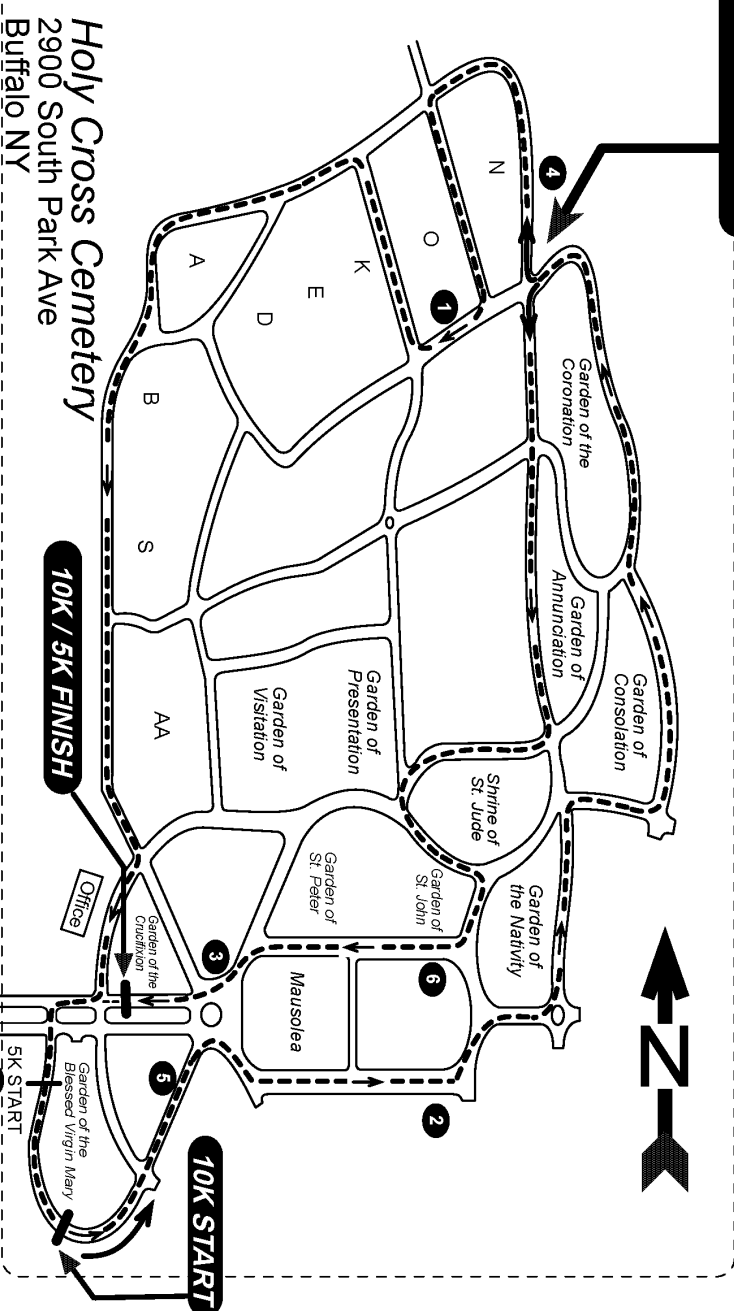 Holy Cross Cemetery
2900 South Park Ave
Buffalo NY
N
4
O
1
K
E
D
A
B
S
AA
Garden of the
Coronation
Garden of
Annunciation
Garden of
Consolation
Garden of
Presentation
Garden of
Visitation
Shrine of
St. Jude
Garden of
the Nativity
Garden of
St. John
Garden of
St. Peter
Garden of the
Crucifixion
Office
10K / 5K FINISH
3
6
Mausolea
2
5
Garden of the
Blessed Virgin Mary
5K START
10K START
N